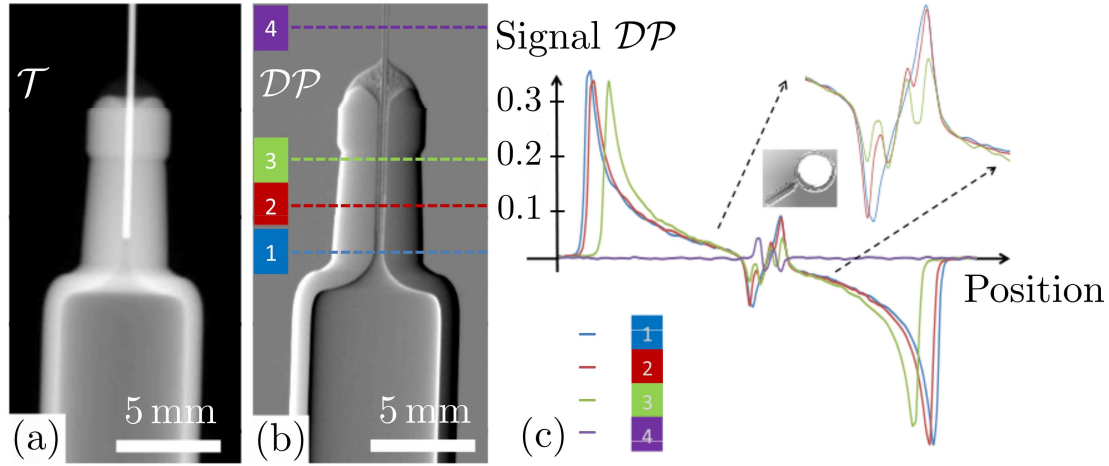 𝒯
(a)
5 mm
4
𝒟𝒫
3
2
1
(b)
5 mm
Signal 𝒟𝒫
0.3
0.2
0.1
Position
1
2
3
4
(c)